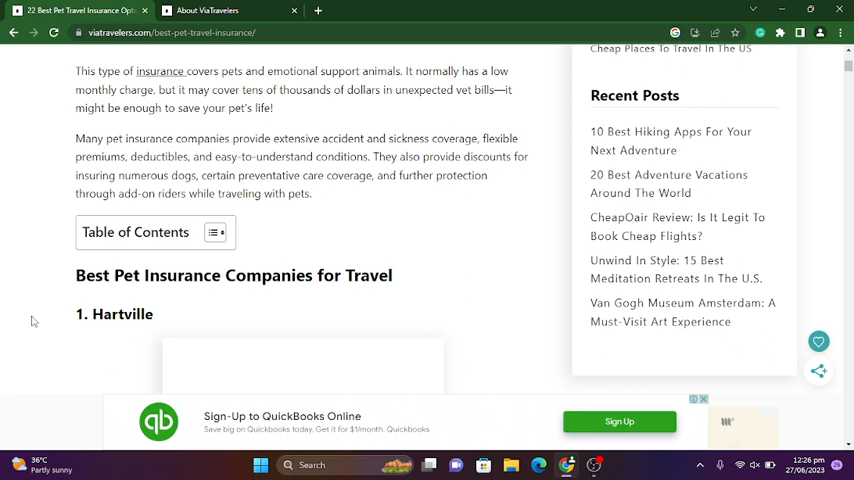 22 Best Pet Travel Insurance Opti
About ViaTravelers
viatravelers.com/best-pet-travel-insurance/
This type of insurance covers pets and emotional support animals. It normally has a low
monthly charge, but it may cover tens of thousands of dollars in unexpected vet bills—it
might be enough to save your pet's life!
Many pet insurance companies provide extensive accident and sickness coverage, flexible
premiums, deductibles, and easy-to-understand conditions. They also provide discounts for
insuring numerous dogs, certain preventative care coverage, and further protection
through add-on riders while traveling with pets.
Table of Contents
Best Pet Insurance Companies for Travel
1. Hartville
Cheap Places To Travel In The US
Recent Posts
10 Best Hiking Apps For Your
Next Adventure
20 Best Adventure Vacations
Around The World
CheapOair Review: Is It Legit To
Book Cheap Flights?
Unwind In Style: 15 Best
Meditation Retreats In The U.S.
Van Gogh Museum Amsterdam: A
Must-Visit Art Experience
qb
Sign-Up to QuickBooks Online
Save big on Quickbooks today. Get it for $1/month. Quickbooks
Sign Up
36°C
Partly sunny
Search
12:26 pm
27/06/2023
26